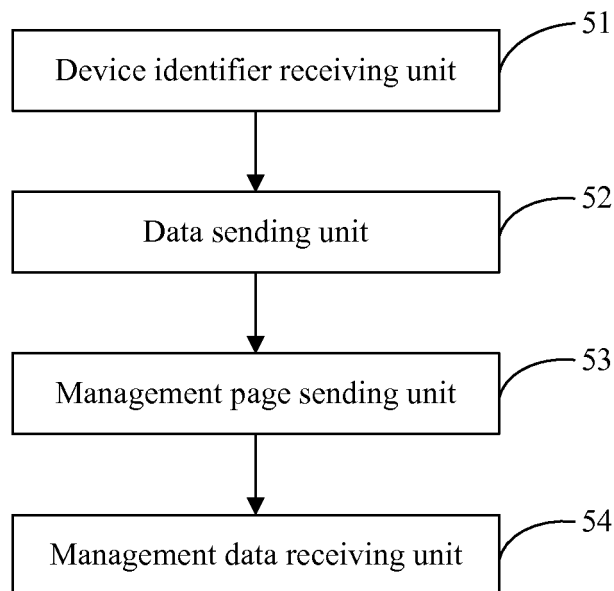 51
Device identifier receiving unit
52
Data sending unit
53
Management page sending unit
54
Management data receiving unit